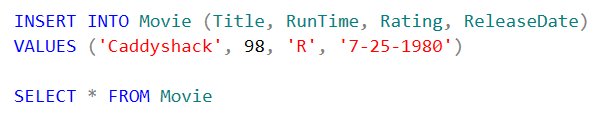 INSERT INTO Movie (Title, RunTime, Rating, ReleaseDate)
VALUES ('Caddyshack', 98, 'R', '7-25-1980')
SELECT * FROM Movie